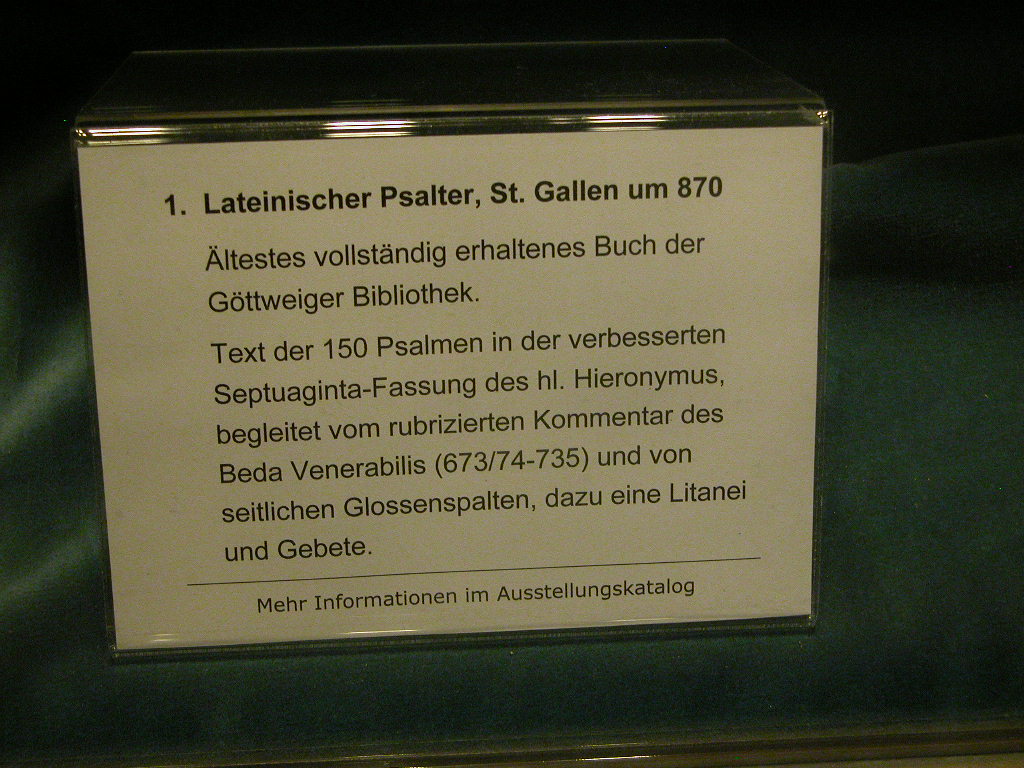 1. Lateinischer Psalter, St. Gallen um 870
Ältestes vollständig erhaltenes Buch der
Göttweiger Bibliothek.
Text der 150 Psalmen in der verbesserten
Septuaginta-Fassung des hl. Hieronymus,
begleitet vom rubrizierten Kommentar des
Beda Venerabilis (673/74-735) und von
seitlichen Glossenspalten, dazu eine Litanei
und Gebete.
Mehr Informationen im Ausstellungskatalog